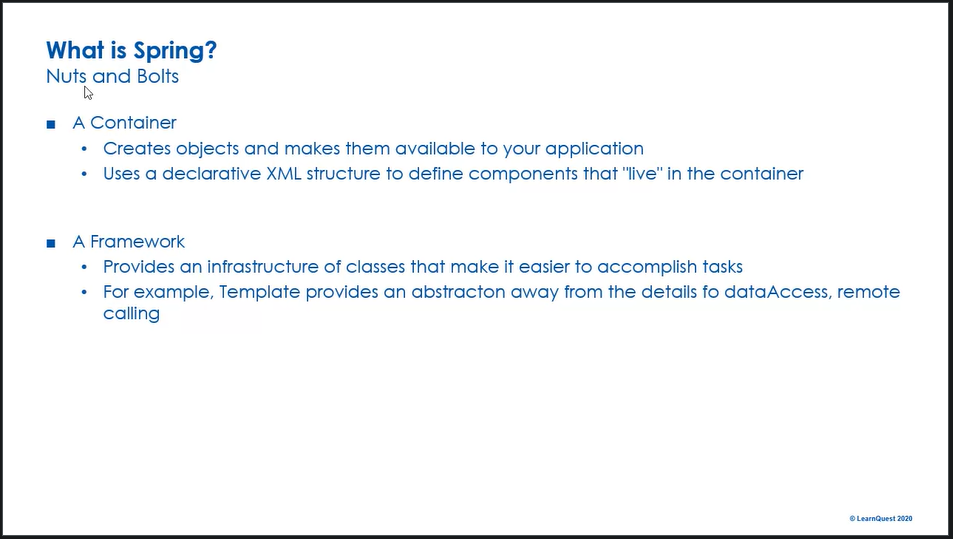 What is Spring?
Nuts and Bolts
■ A Container
• Creates objects and makes them available to your application
• Uses a declarative XML structure to define components that "live" in the container
■ A Framework
• Provides an infrastructure of classes that make it easier to accomplish tasks
• For example, Template provides an abstracton away from the details fo dataAccess, remote
calling
© LearnQuest 2020